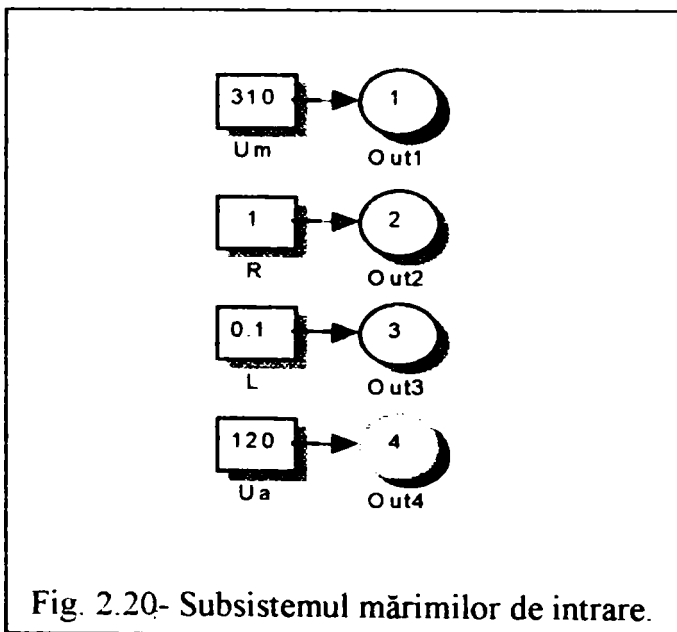 310 1
Um Out1
1 2
R Out2
0.1 3
L Out3
120 4
Ua Out4
Fig. 2.20- Subsistemul mărimilor de intrare.